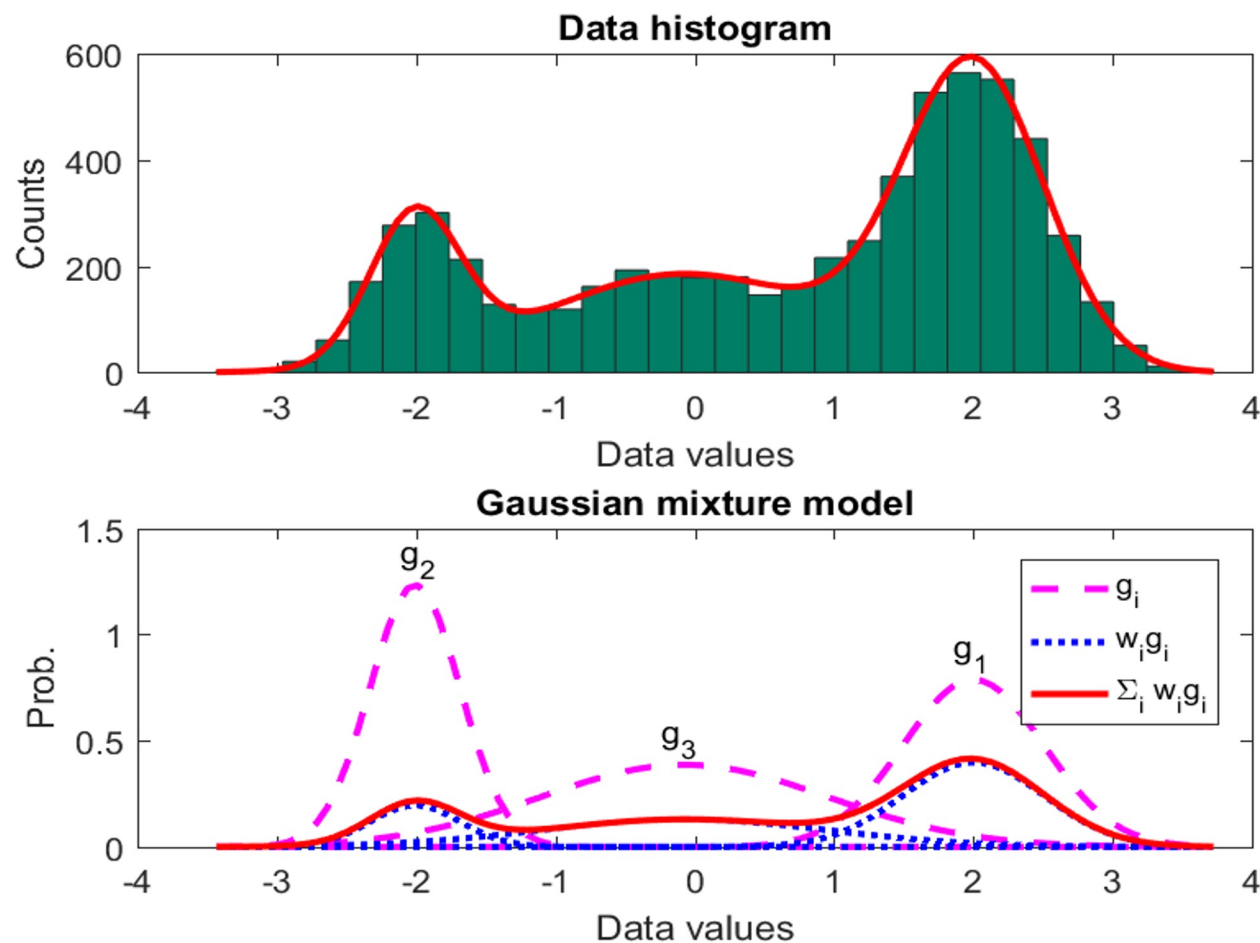 Data histogram
600
400
200
0
Counts
-4 -3 -2 -1 0 1 2 3 4
Data values
Gaussian mixture model
1.5
1
0.5
0
Prob.
g2
g3
g1
gi
wigi
Σi wigi
-4 -3 -2 -1 0 1 2 3 4
Data values